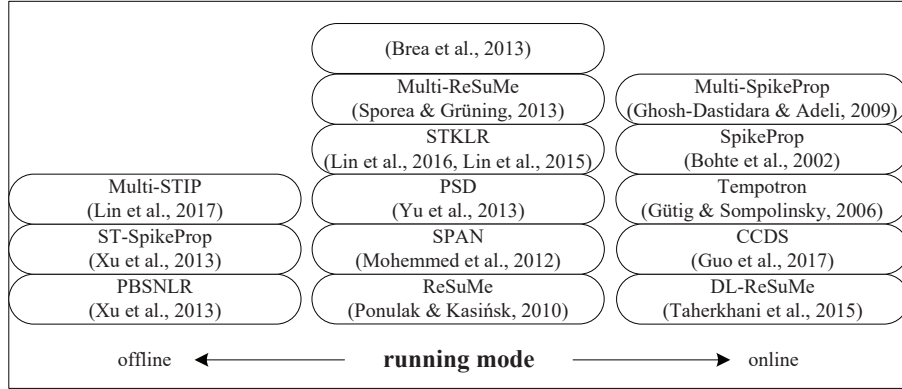 (Brea et al., 2013)
Multi-ReSuMe
(Sporea & Grüning, 2013)
STKLR
(Lin et al., 2016, Lin et al., 2015)
PSD
(Yu et al., 2013)
SPAN
(Mohemmed et al., 2012)
ReSuMe
(Ponulak & Kasińsk, 2010)
Multi-STIP
(Lin et al., 2017)
ST-SpikeProp
(Xu et al., 2013)
PBSNLR
(Xu et al., 2013)
Multi-SpikeProp
(Ghosh-Dastidara & Adeli, 2009)
SpikeProp
(Bohte et al., 2002)
Tempotron
(Gütig & Sompolinsky, 2006)
CCDS
(Guo et al., 2017)
DL-ReSuMe
(Taherkhani et al., 2015)
offline running mode online